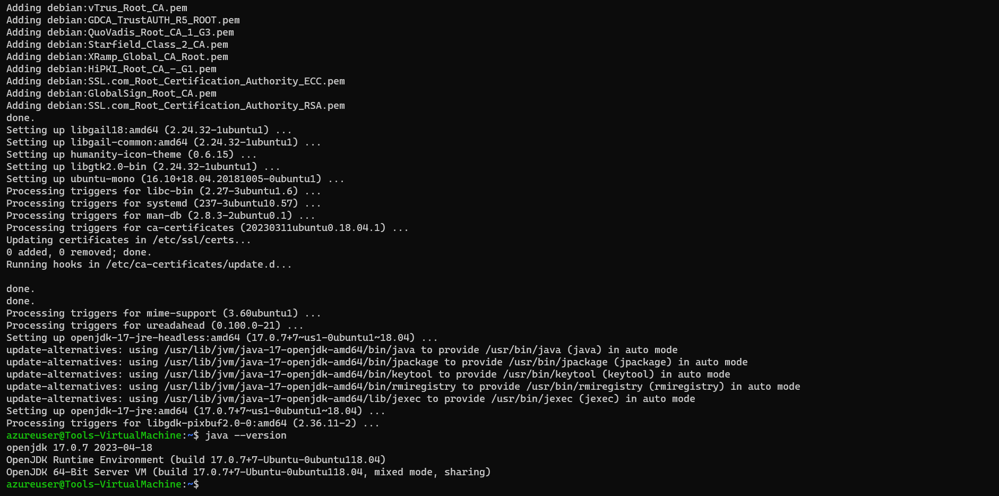 Adding debian:vTrus_Root_CA.pem
Adding debian:GDCA_TrustAUTH_R5_ROOT.pem
Adding debian:QuoVadis_Root_CA_1_G3.pem
Adding debian:Starfield_Class_2_CA.pem
Adding debian:XRamp_Global_CA_Root.pem
Adding debian:HiPKI_Root_CA_-_G1.pem
Adding debian:SSL.com_Root_Certification_Authority_ECC.pem
Adding debian:GlobalSign_Root_CA.pem
Adding debian:SSL.com_Root_Certification_Authority_RSA.pem
done.
Setting up libgail18:amd64 (2.24.32-1ubuntu1) ...
Setting up libgail-common:amd64 (2.24.32-1ubuntu1) ...
Setting up humanity-icon-theme (0.6.15) ...
Setting up libgtk2.0-bin (2.24.32-1ubuntu1) ...
Setting up ubuntu-mono (16.10+18.04.20181005-0ubuntu1) ...
Processing triggers for libc-bin (2.27-3ubuntu1.6) ...
Processing triggers for systemd (237-3ubuntu10.57) ...
Processing triggers for man-db (2.8.3-2ubuntu0.1) ...
Processing triggers for ca-certificates (20230311ubuntu0.18.04.1) ...
Updating certificates in /etc/ssl/certs...
0 added, 0 removed; done.
Running hooks in /etc/ca-certificates/update.d...
done.
done.
Processing triggers for mime-support (3.60ubuntu1) ...
Processing triggers for ureadahead (0.100.0-21) ...
Setting up openjdk-17-jre-headless:amd64 (17.0.7+7~us1-0ubuntu1~18.04) ...
update-alternatives: using /usr/lib/jvm/java-17-openjdk-amd64/bin/java to provide /usr/bin/java (java) in auto mode
update-alternatives: using /usr/lib/jvm/java-17-openjdk-amd64/bin/jpackage to provide /usr/bin/jpackage (jpackage) in auto mode
update-alternatives: using /usr/lib/jvm/java-17-openjdk-amd64/bin/keytool to provide /usr/bin/keytool (keytool) in auto mode
update-alternatives: using /usr/lib/jvm/java-17-openjdk-amd64/bin/rmiregistry to provide /usr/bin/rmiregistry (rmiregistry) in auto mode
update-alternatives: using /usr/lib/jvm/java-17-openjdk-amd64/lib/jexec to provide /usr/bin/jexec (jexec) in auto mode
Setting up openjdk-17-jre:amd64 (17.0.7+7~us1-0ubuntu1~18.04) ...
Processing triggers for libgdk-pixbuf2.0-0:amd64 (2.36.11-2) ...
azureuser@Tools-VirtualMachine:~$ java --version
openjdk 17.0.7 2023-04-18
OpenJDK Runtime Environment (build 17.0.7+7-Ubuntu-0ubuntu118.04)
OpenJDK 64-Bit Server VM (build 17.0.7+7-Ubuntu-0ubuntu118.04, mixed mode, sharing)
azureuser@Tools-VirtualMachine:~$